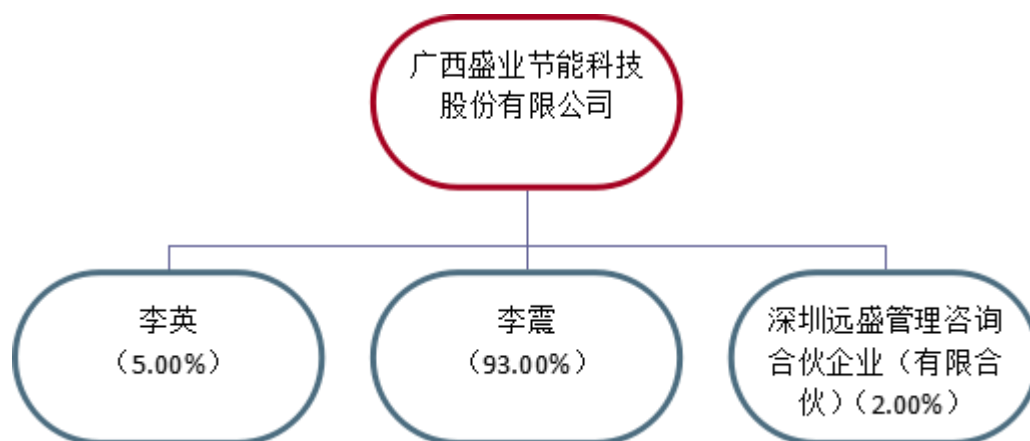 广西盛业节能科技
股份有限公司
李英
（5.00%）
李震
（93.00%）
深圳远盛管理咨询
合伙企业（有限合
伙）（2.00%）